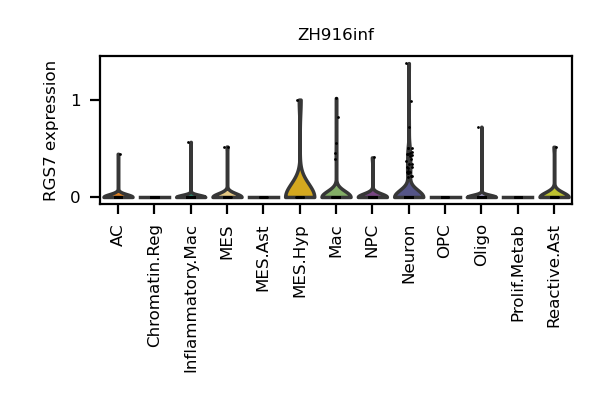 ZH916inf
RGS7 expression
1
0
AC
Chromatin.Reg
Inflammatory.Mac
MES
MES.Ast
MES.Hyp
Mac
NPC
Neuron
OPC
Oligo
Prolif.Metab
Reactive.Ast